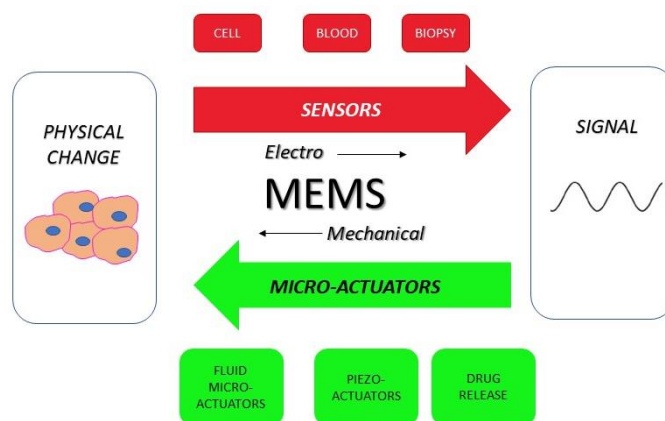 CELL
BLOOD
BIOPSY
SENSORS
PHYSICAL
CHANGE
SIGNAL
Electro
MEMS
Mechanical
MICRO-ACTUATORS
FLUID
MICRO-
ACTUATORS
PIEZO-
ACTUATORS
DRUG
RELEASE